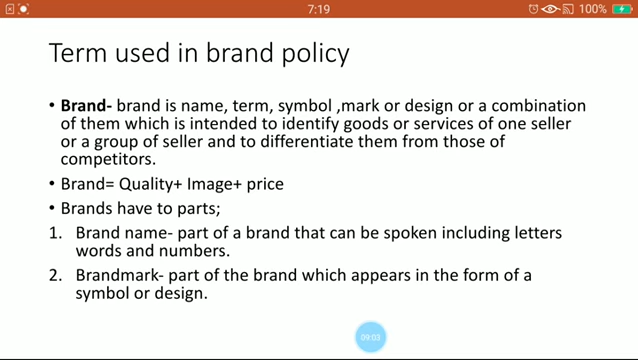 7:19
100%
Term used in brand policy
• Brand- brand is name, term, symbol ,mark or design or a combination
of them which is intended to identify goods or services of one seller
or a group of seller and to differentiate them from those of
competitors.
• Brand= Quality+ Image+ price
• Brands have to parts;
1. Brand name- part of a brand that can be spoken including letters
words and numbers.
2. Brandmark- part of the brand which appears in the form of a
symbol or design.
09:03